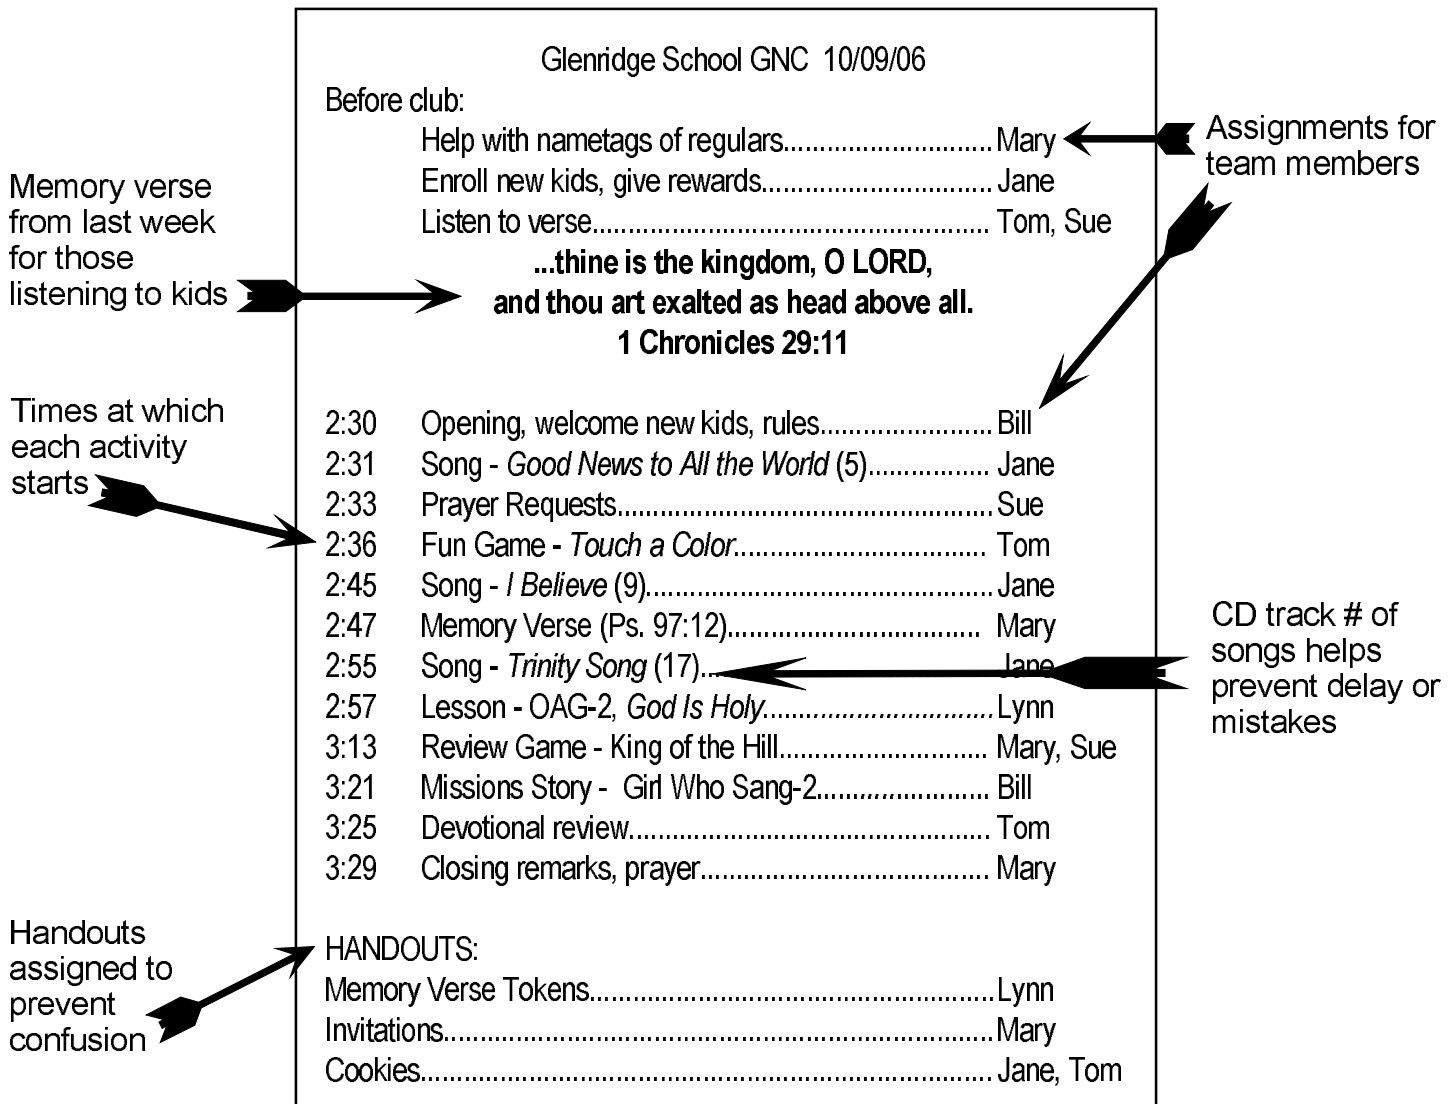 Glenridge School GNC 10/09/06
Before club:
Help with nametags of regulars............................ Mary
Enroll new kids, give rewards............................... Jane
Listen to verse...................................................... Tom, Sue
...thine is the kingdom, O LORD,
and thou art exalted as head above all.
1 Chronicles 29:11
2:30 Opening, welcome new kids, rules....................... Bill
2:31 Song - Good News to All the World (5)................ Jane
2:33 Prayer Requests................................................... Sue
2:36 Fun Game - Touch a Color.................................. Tom
2:45 Song - I Believe (9)............................................... Jane
2:47 Memory Verse (Ps. 97:12).................................. Mary
2:55 Song - Trinity Song (17).. Jane
2:57 Lesson - OAG-2, God Is Holy............................... Lynn
3:13 Review Game - King of the Hill............................ Mary, Sue
3:21 Missions Story - Girl Who Sang-2....................... Bill
3:25 Devotional review................................................ Tom
3:29 Closing remarks, prayer....................................... Mary
HANDOUTS:
Memory Verse Tokens...................................................... Lynn
Invitations.......................................................................... Mary
Cookies............................................................................. Jane, Tom
Memory verse
from last week
for those
listening to kids
Times at which
each activity
starts
Handouts
assigned to
prevent
confusion
Assignments for
team members
CD track # of
songs helps
prevent delay or
mistakes